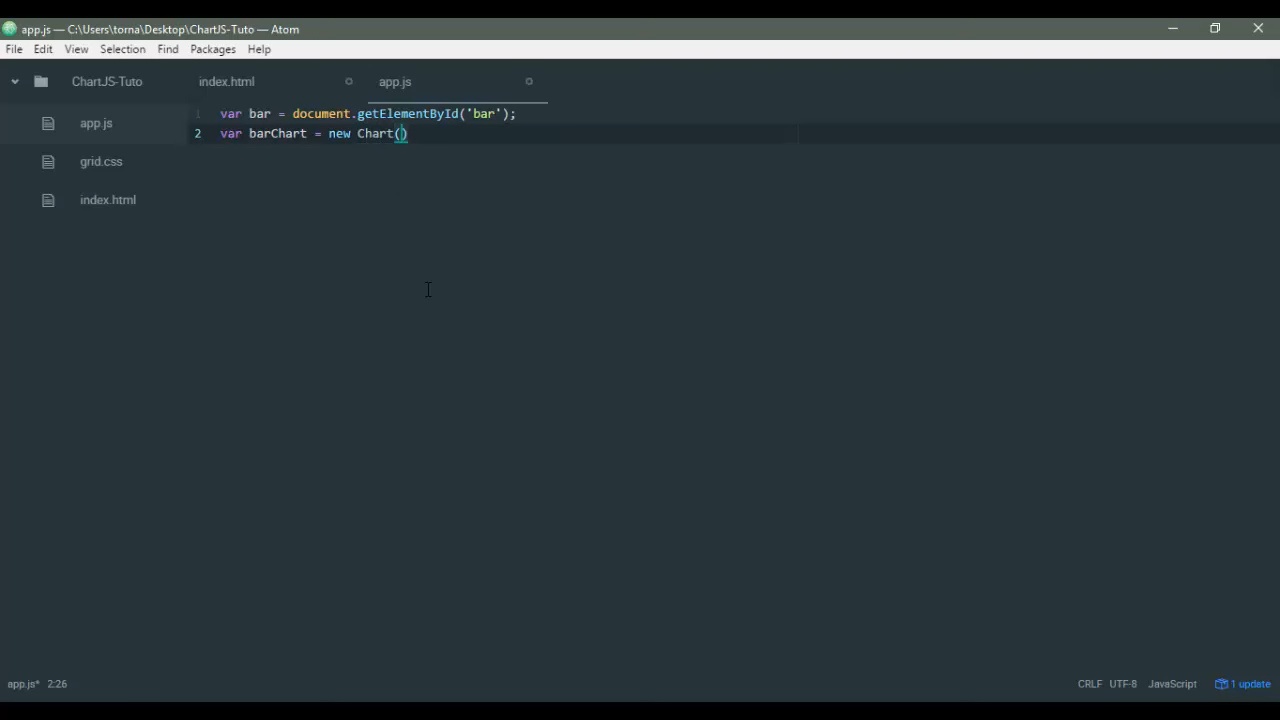 app.js — C:\Users\torna\Desktop\ChartJS-Tuto — Atom
File Edit View Selection Find Packages Help
ChartJS-Tuto
index.html
app.js
app.js
grid.css
index.html
1 var bar = document.getElementById('bar');
2 var barChart = new Chart()
app.js* 2:26
CRLF UTF-8 JavaScript 1 update